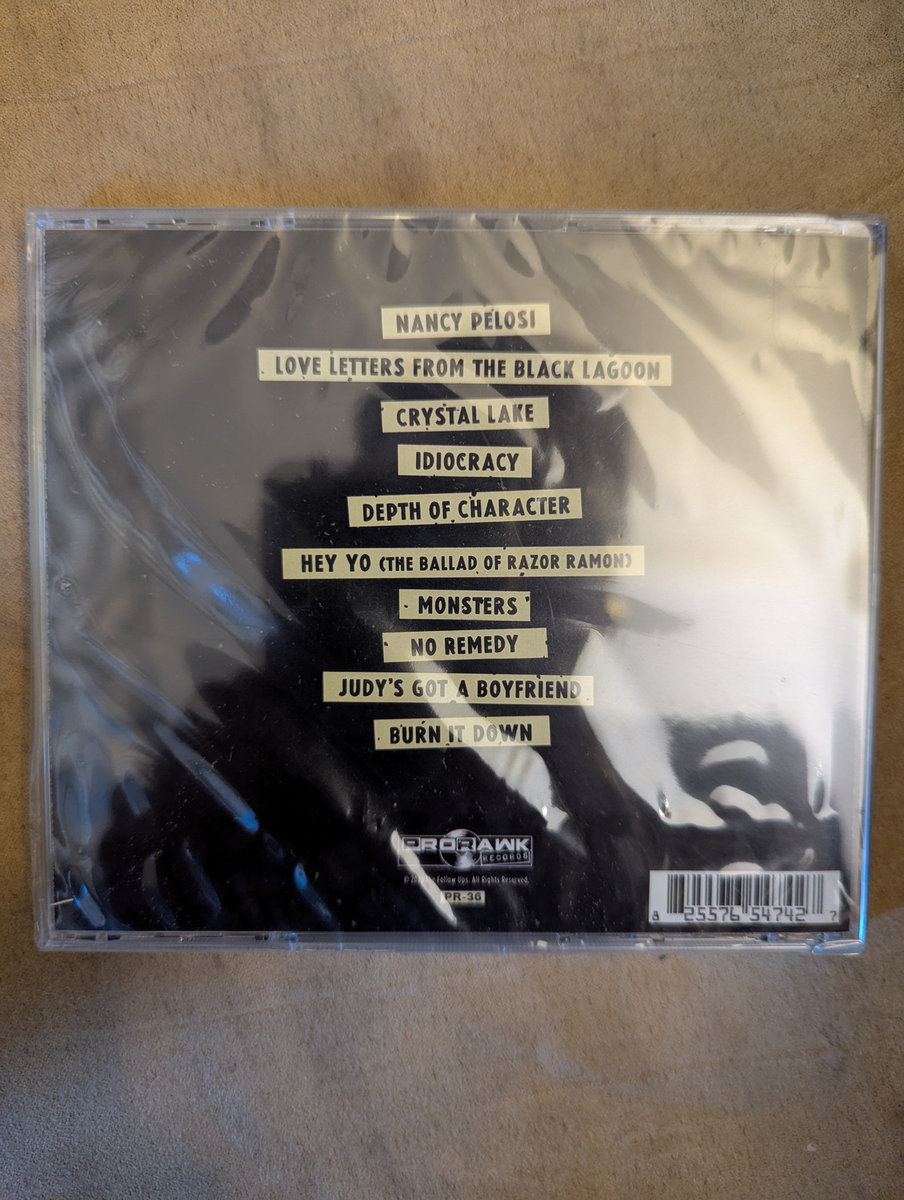 NANCY PELOSI
LOVE LETTERS FROM THE BLACK LAGOON
CRYSTAL LAKE
IDIOCRACY
DEPTH OF CHARACTER
HEY YO (THE BALLAD OF RAZOR RAMON)
MONSTERS
NO REMEDY
JUDY'S GOT A BOYFRIEND
BURN IT DOWN
PRORAWK
RECORDS
© The Follow Ups. All Rights Reserved.
PR-36
8 25576 54742 7